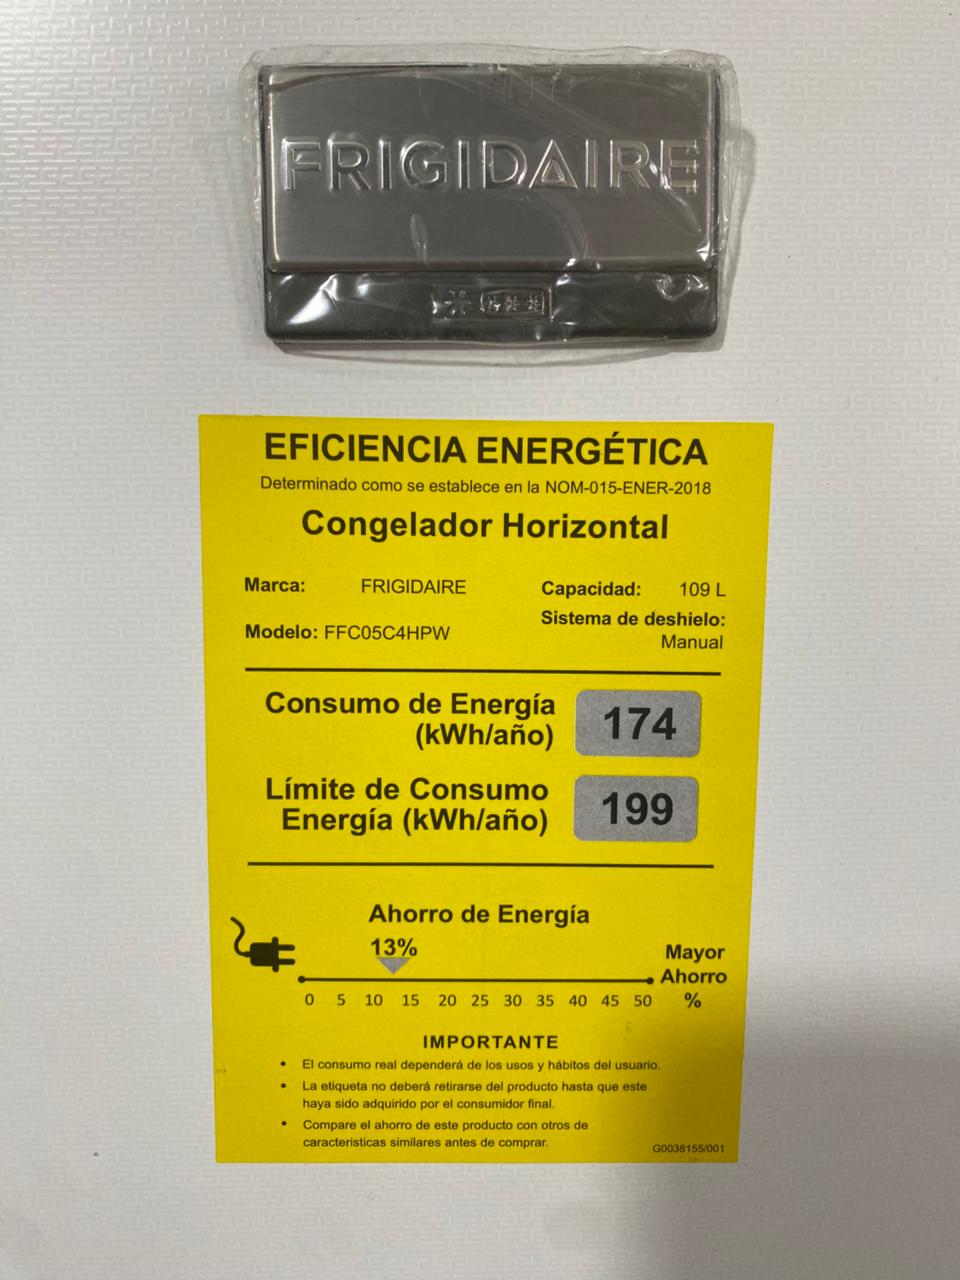 FRIGIDAIRE
EFICIENCIA ENERGÉTICA
Determinado como se establece en la NOM-015-ENER-2018
Congelador Horizontal
Marca: FRIGIDAIRE
Capacidad: 109 L
Modelo: FFC05C4HPW
Sistema de deshielo:
Manual
Consumo de Energía
(kWh/año)
174
Límite de Consumo
Energía (kWh/año)
199
Ahorro de Energía
13%
Mayor
Ahorro
0 5 10 15 20 25 30 35 40 45 50 %
IMPORTANTE
• El consumo real dependerá de los usos y hábitos del usuario.
• La etiqueta no deberá retirarse del producto hasta que este
haya sido adquirido por el consumidor final.
• Compare el ahorro de este producto con otros de
caracteristicas similares antes de comprar.
G0038155/001